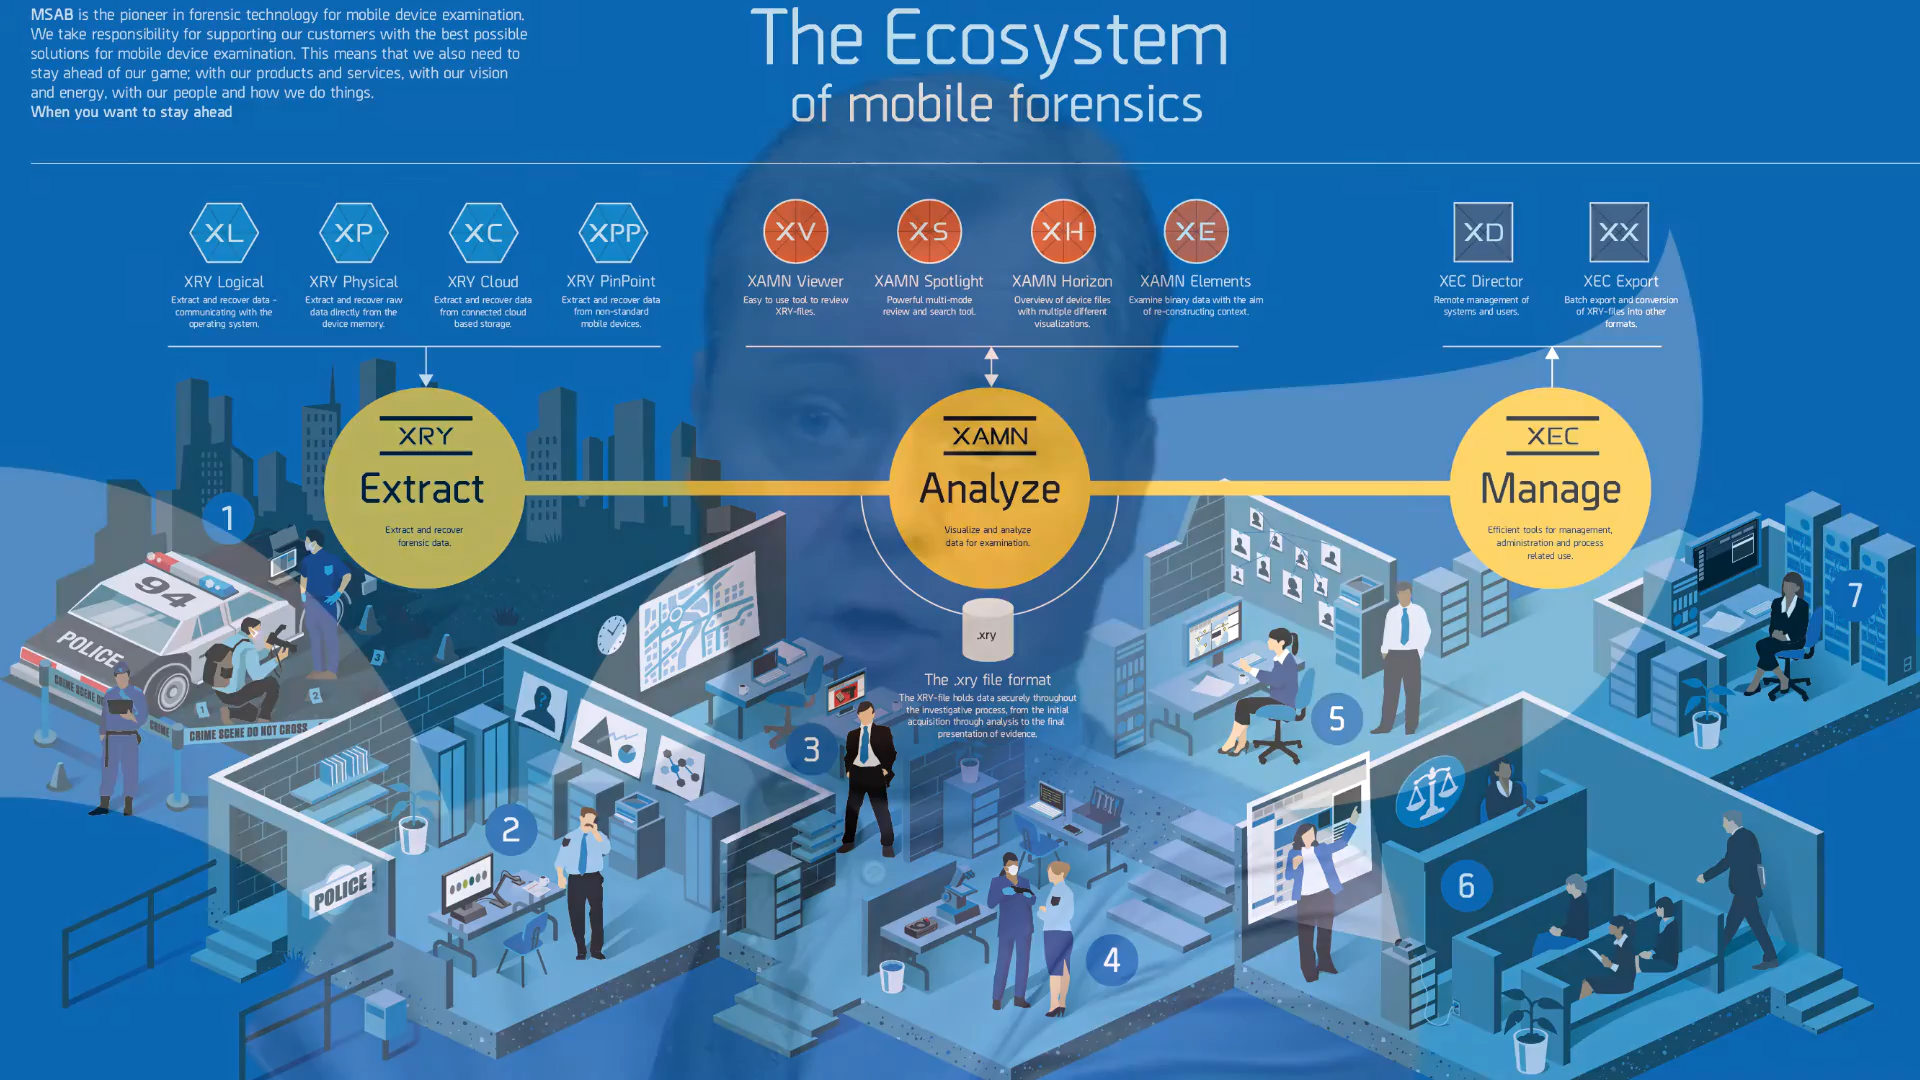 MSAB is the pioneer in forensic technology for mobile device examination.
We take responsibility for supporting our customers with the best possible
solutions for mobile device examination. This means that we also need to
stay ahead of our game; with our products and services, with our vision
and energy, with our people and how we do things.
When you want to stay ahead
The Ecosystem
of mobile forensics
XL
XRY Logical
Extract and recover data -
communicating with the
operating system.
XP
XRY Physical
Extract and recover raw
data directly from the
device memory.
XC
XRY Cloud
Extract and recover data
from connected cloud
based storage.
XPP
XRY PinPoint
Extract and recover data
from non-standard
mobile devices.
XV
XAMN Viewer
Easy to use tool to review
XRY-files.
XS
XAMN Spotlight
Powerful multi-mode
review and search tool.
XH
XAMN Horizon
Overview of device files
with multiple different
visualizations.
XE
XAMN Elements
Examine binary data with the aim
of re-constructing context.
XD
XEC Director
Remote management of
systems and users.
XX
XEC Export
Batch export and conversion
of XRY-files into other
formats.
XRY
Extract
Extract and recover
forensic data.
XAMN
Analyze
Visualize and analyze
data for examination.
XEC
Manage
Efficient tools for management,
administration and process
related use.
.xry
The .xry file format
The XRY-file holds data securely throughout
the investigative process, from the initial
acquisition through analysis to the final
presentation of evidence.
1
94
POLICE
CRIME SCENE DO
CRIME
CRIME SCENE DO NOT CROSS
1
2
3
POLICE
2
3
4
5
6
7